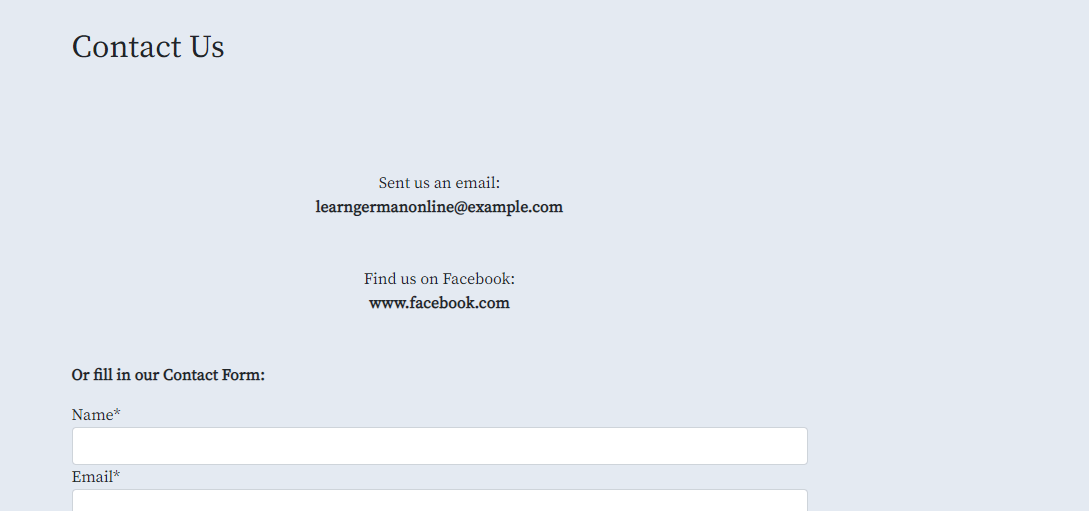 Contact Us
Sent us an email:
learngermanonline@example.com
Find us on Facebook:
www.facebook.com
Or fill in our Contact Form:
Name*
Email*